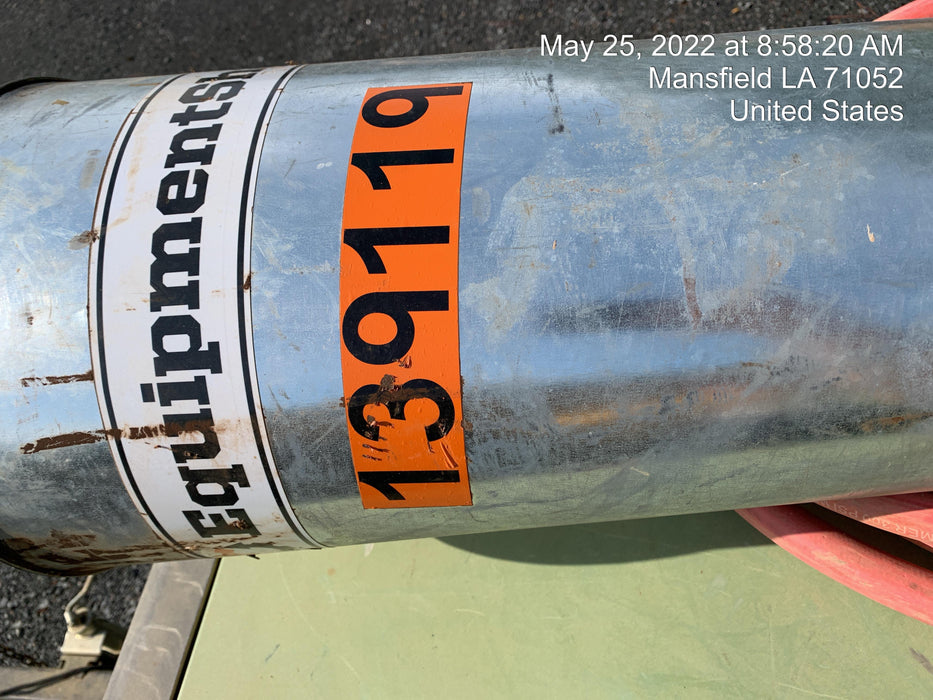 May 25, 2022 at 8:58:20 AM
Mansfield LA 71052
United States
EquipmentSh
139119